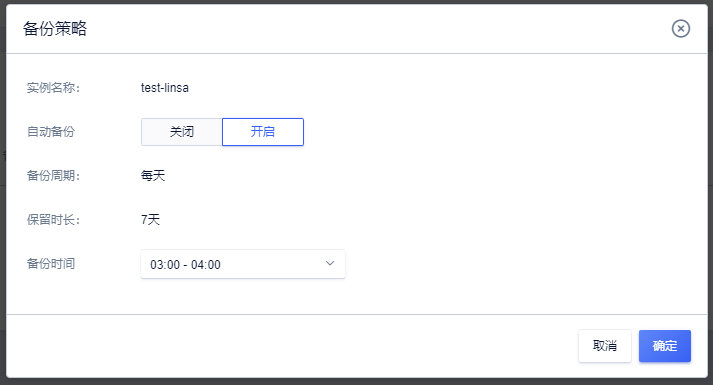 备份策略
实例名称：
test-linsa
自动备份
关闭
开启
备份周期：
每天
保留时长：
7天
备份时间
03:00 - 04:00
取消
确定